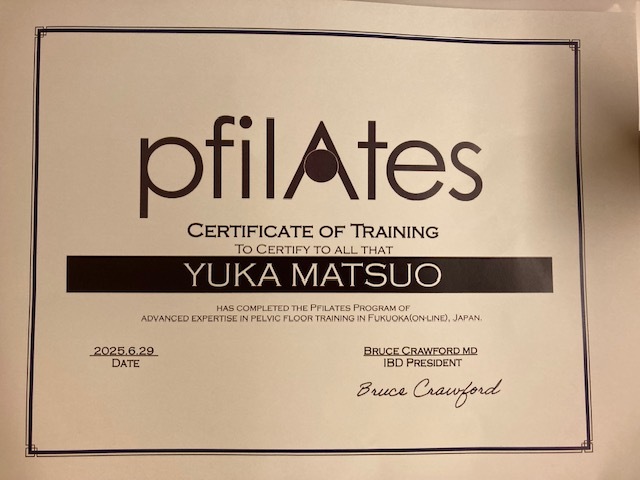 pfilAtes
CERTIFICATE OF TRAINING
TO CERTIFY TO ALL THAT
YUKA MATSUO
HAS COMPLETED THE PFILATES PROGRAM OF
ADVANCED EXPERTISE IN PELVIC FLOOR TRAINING IN FUKUOKA(ON-LINE), JAPAN.
2025.6.29
DATE
BRUCE CRAWFORD MD
IBD PRESIDENT
Bruce Crawford